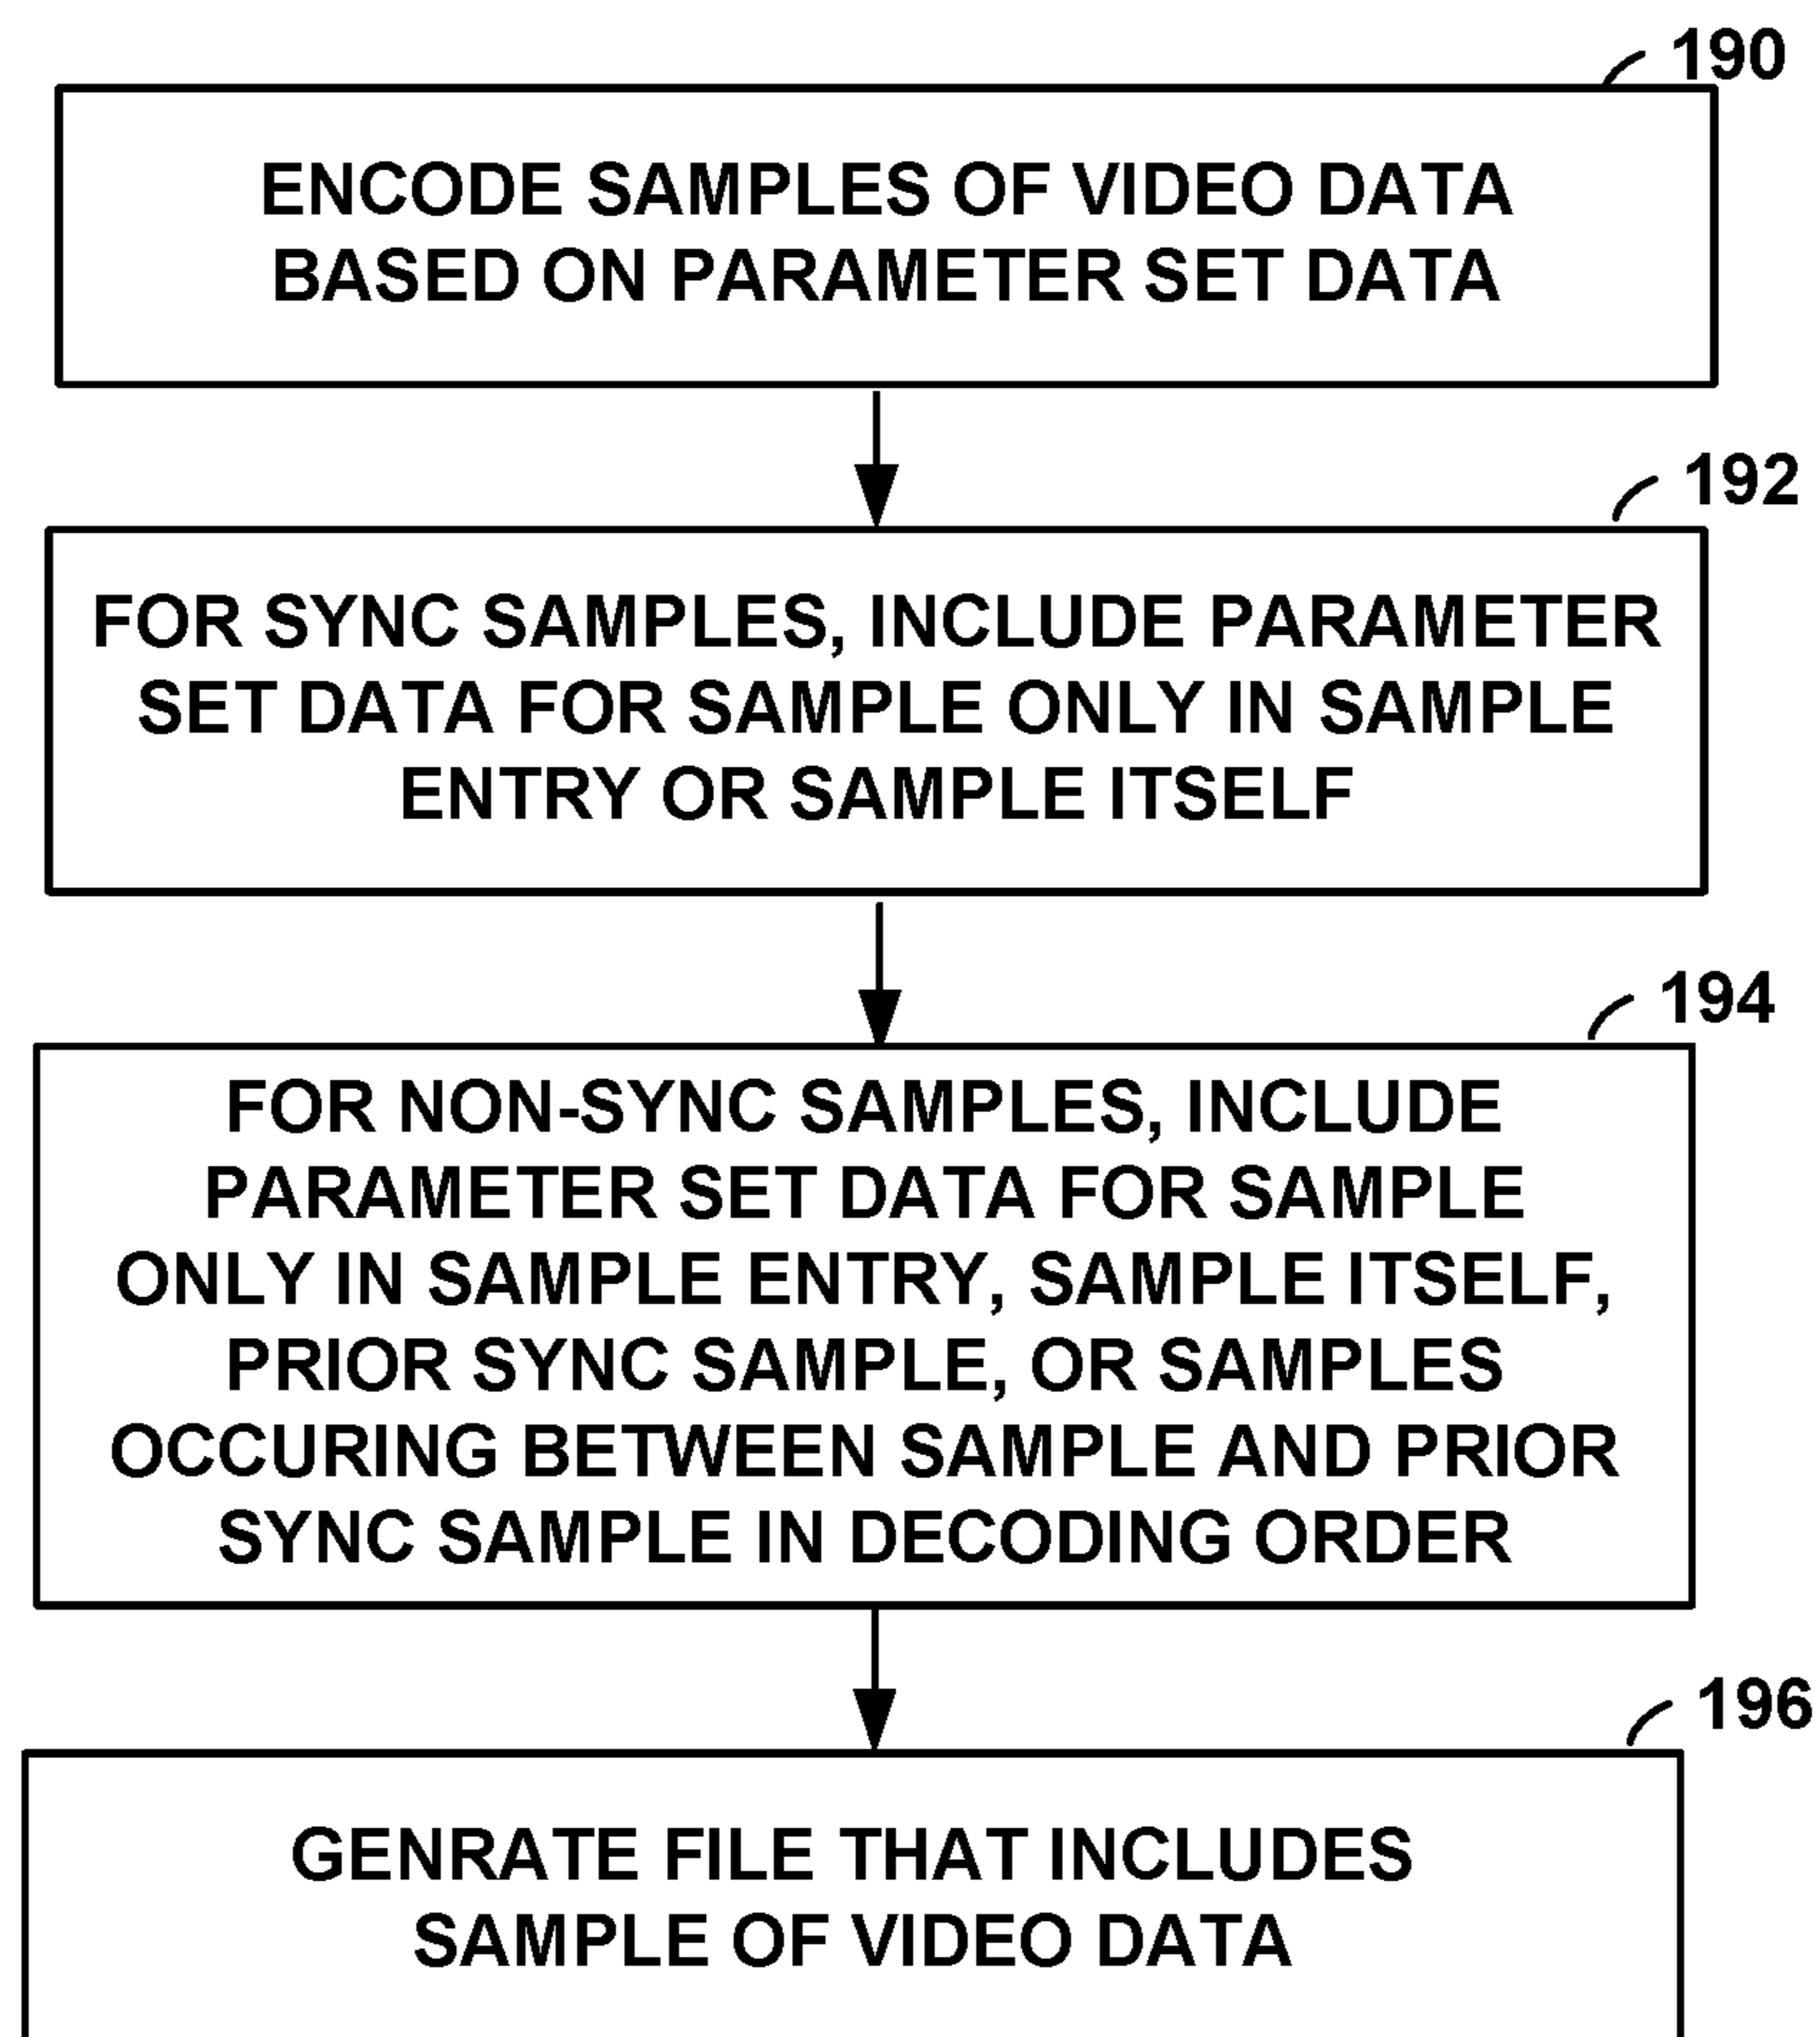 190
ENCODE SAMPLES OF VIDEO DATA
BASED ON PARAMETER SET DATA
192
FOR SYNC SAMPLES, INCLUDE PARAMETER
SET DATA FOR SAMPLE ONLY IN SAMPLE
ENTRY OR SAMPLE ITSELF
194
FOR NON-SYNC SAMPLES, INCLUDE
PARAMETER SET DATA FOR SAMPLE
ONLY IN SAMPLE ENTRY, SAMPLE ITSELF,
PRIOR SYNC SAMPLE, OR SAMPLES
OCCURING BETWEEN SAMPLE AND PRIOR
SYNC SAMPLE IN DECODING ORDER
196
GENRATE FILE THAT INCLUDES
SAMPLE OF VIDEO DATA